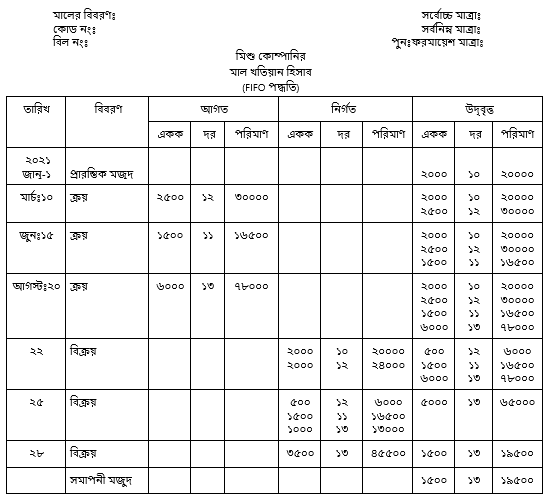 মালের বিবরণঃ সর্বোচ্চ মাত্রাঃ
কোড নংঃ সর্বনিম্ন মাত্রাঃ
বিল নংঃ পুনঃফরমায়েশ মাত্রাঃ
মিশু কোম্পানির
মাল খতিয়ান হিসাব
(FIFO পদ্ধতি)
তারিখ বিবরণ আগত নির্গত উদ্বৃত্ত
একক দর পরিমাণ একক দর পরিমাণ একক দর পরিমাণ
২০২১
জানু-১ প্রারম্ভিক মজুদ ২০০০ ১০ ২০০০০
মার্চঃ১০ ক্রয় ২৫০০ ১২ ৩০০০০ ২০০০ ১০ ২০০০০
২৫০০ ১২ ৩০০০০
জুনঃ১৫ ক্রয় ১৫০০ ১১ ১৬৫০০ ২০০০ ১০ ২০০০০
২৫০০ ১২ ৩০০০০
১৫০০ ১১ ১৬৫০০
আগস্টঃ২০ ক্রয় ৬০০০ ১৩ ৭৮০০০ ২০০০ ১০ ২০০০০
২৫০০ ১২ ৩০০০০
১৫০০ ১১ ১৬৫০০
৬০০০ ১৩ ৭৮০০০
২২ বিক্রয় ২০০০ ১০ ২০০০০ ৫০০ ১২ ৬০০০
২০০০ ১২ ২৪০০০ ১৫০০ ১১ ১৬৫০০
৬০০০ ১৩ ৭৮০০০
২৫ বিক্রয় ৫০০ ১২ ৬০০০ ৫০০০ ১৩ ৬৫০০০
১৫০০ ১১ ১৬৫০০
১০০০ ১৩ ১৩০০০
২৮ বিক্রয় ৩৫০০ ১৩ ৪৫৫০০ ১৫০০ ১৩ ১৯৫০০
সমাপনী মজুদ ১৫০০ ১৩ ১৯৫০০